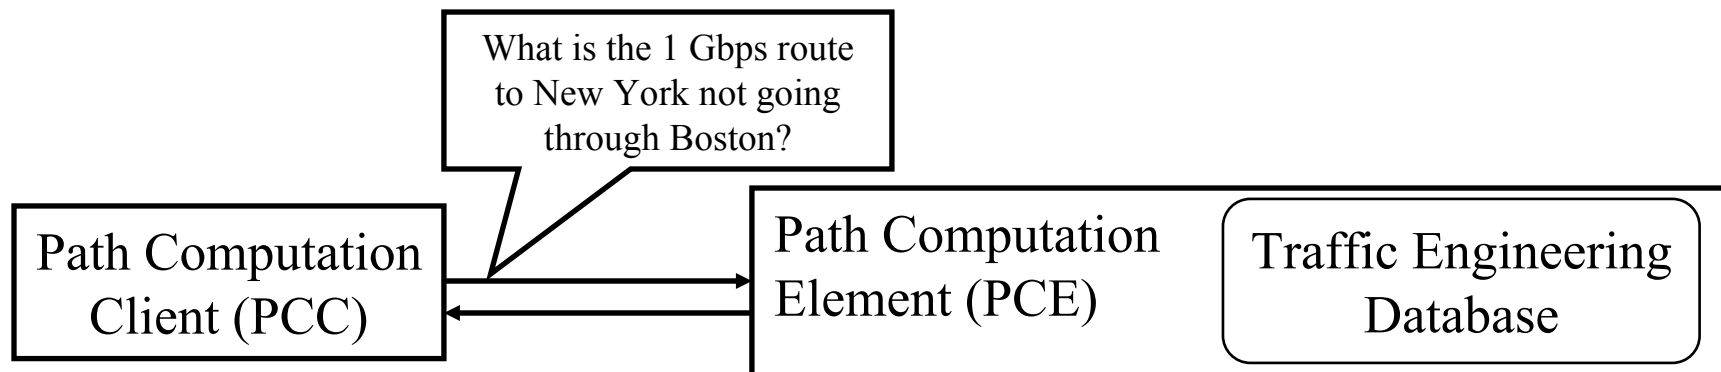 What is the 1 Gbps route
to New York not going
through Boston?
Path Computation
Client (PCC)
Path Computation
Element (PCE)
Traffic Engineering
Database